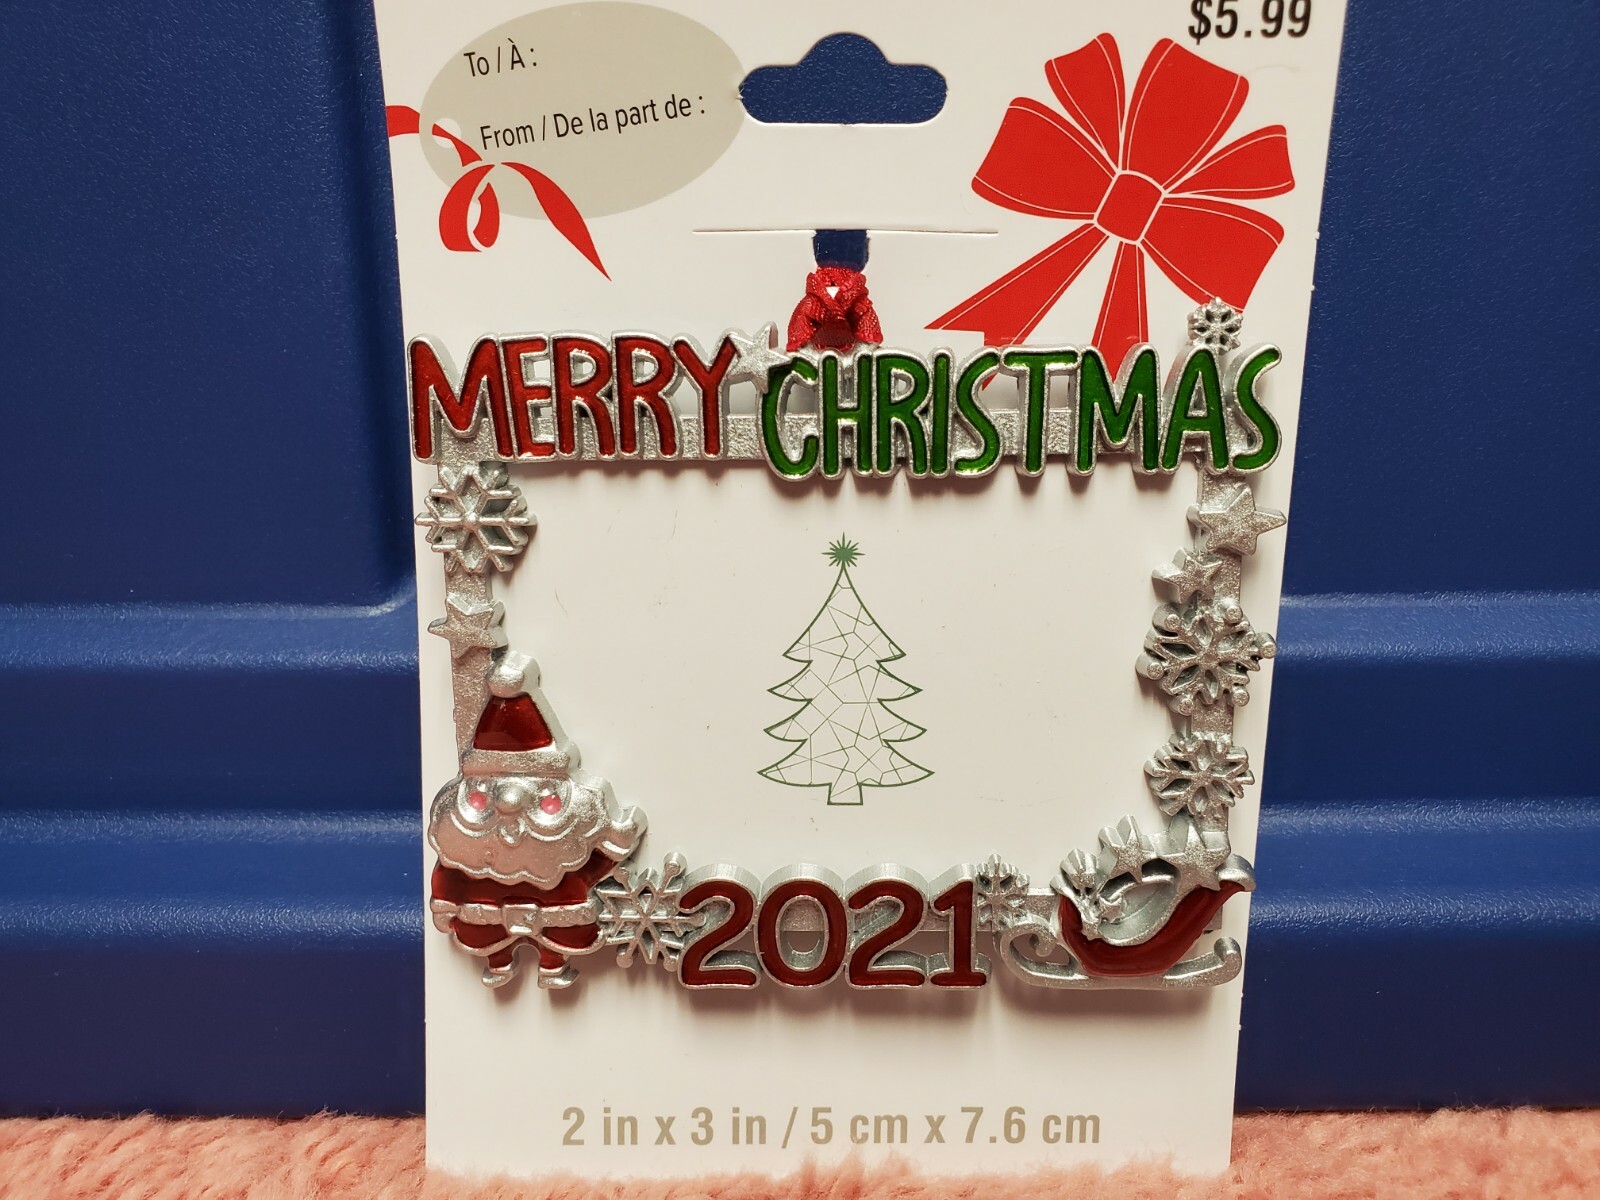 $5.99
To / À :
From / De la part de :
MERRY CHRISTMAS
2021
2 in x 3 in / 5 cm x 7.6 cm